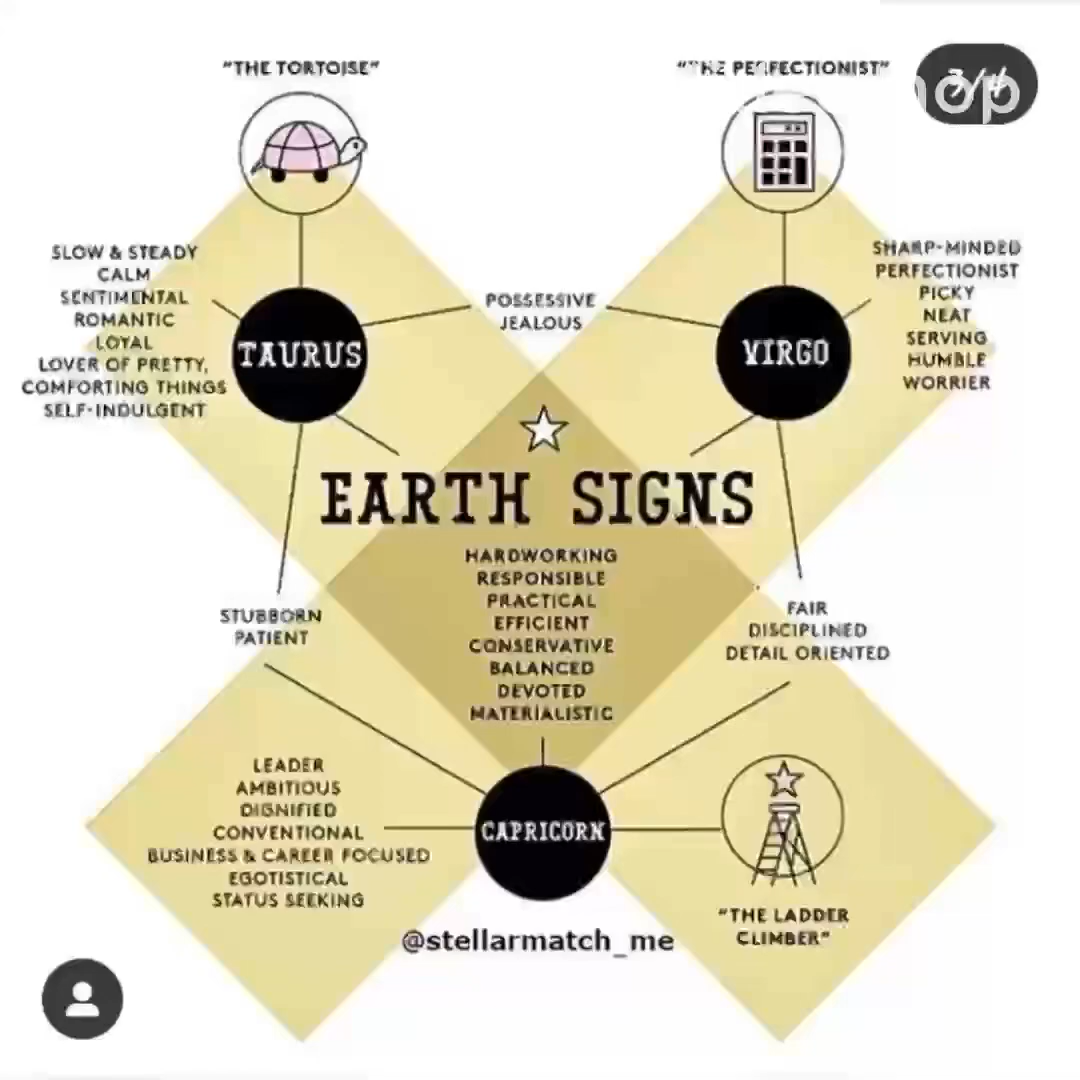 "THE TORTOISE"
"THE PERFECTIONIST"
3/4
SLOW & STEADY
CALM
SENTIMENTAL
ROMANTIC
LOYAL
LOVER OF PRETTY,
COMFORTING THINGS
SELF-INDULGENT
TAURUS
POSSESSIVE
JEALOUS
VIRGO
SHARP-MINDED
PERFECTIONIST
PICKY
NEAT
SERVING
HUMBLE
WORRIER
EARTH SIGNS
HARDWORKING
RESPONSIBLE
PRACTICAL
EFFICIENT
CONSERVATIVE
BALANCED
DEVOTED
MATERIALISTIC
STUBBORN
PATIENT
FAIR
DISCIPLINED
DETAIL ORIENTED
LEADER
AMBITIOUS
DIGNIFIED
CONVENTIONAL
BUSINESS & CAREER FOCUSED
EGOTISTICAL
STATUS SEEKING
CAPRICORN
"THE LADDER
CLIMBER"
@stellarmatch_me